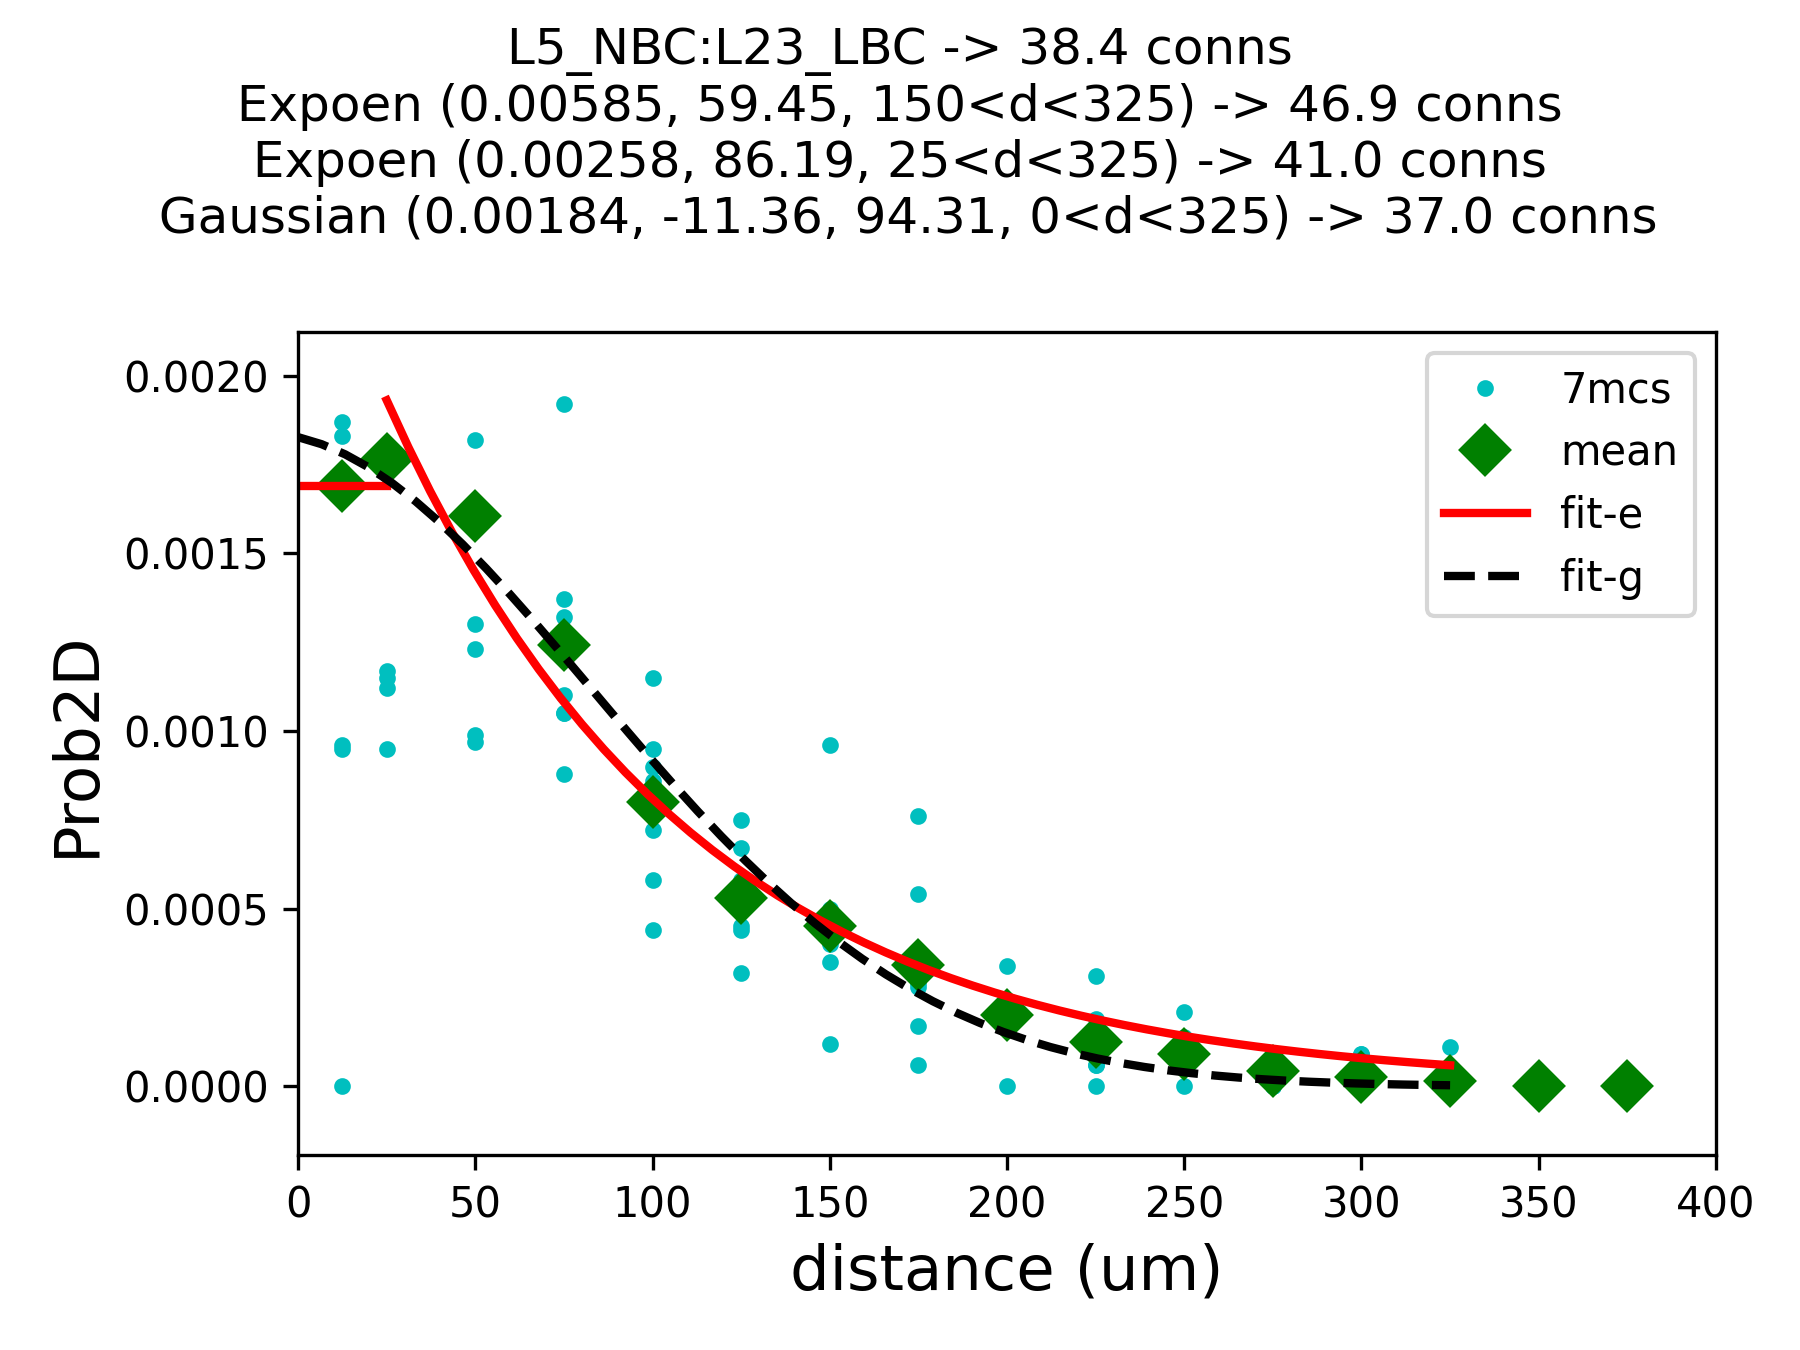 L5_NBC:L23_LBC -> 38.4 conns
Expoen (0.00585, 59.45, 150<d<325) -> 46.9 conns
Expoen (0.00258, 86.19, 25<d<325) -> 41.0 conns
Gaussian (0.00184, -11.36, 94.31, 0<d<325) -> 37.0 conns
7mcs
mean
fit-e
fit-g
Prob2D
0.0020
0.0015
0.0010
0.0005
0.0000
0 50 100 150 200 250 300 350 400
distance (um)